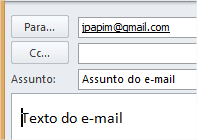 Para... jpapim@gmail.com
Cc...
Assunto: Assunto do e-mail
Texto do e-mail